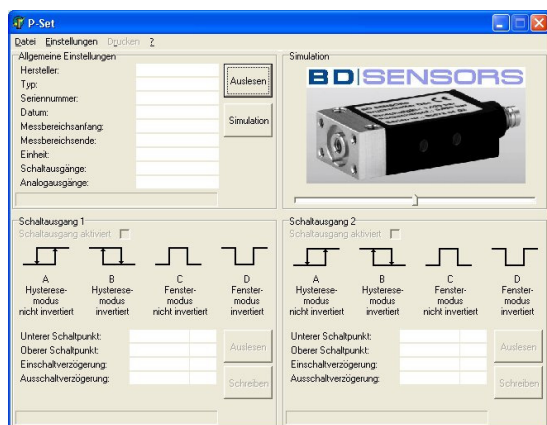 P-Set
Datei Einstellungen Drucken ?
Allgemeine Einstellungen
Hersteller:
Typ:
Seriennummer:
Datum:
Messbereichsanfang:
Messbereichsende:
Einheit:
Schaltausgänge:
Analogausgänge:
Auslesen
Simulation
Simulation
BD SENSORS
Schaltausgang 1
Schaltausgang aktiviert
A
Hysterese-
modus
nicht invertiert
B
Hysterese-
modus
invertiert
C
Fenster-
modus
nicht invertiert
D
Fenster-
modus
invertiert
Unterer Schaltpunkt:
Oberer Schaltpunkt:
Einschaltverzögerung:
Ausschaltverzögerung:
Auslesen
Schreiben
Schaltausgang 2
Schaltausgang aktiviert
A
Hysterese-
modus
nicht invertiert
B
Hysterese-
modus
invertiert
C
Fenster-
modus
nicht invertiert
D
Fenster-
modus
invertiert
Unterer Schaltpunkt:
Oberer Schaltpunkt:
Einschaltverzögerung:
Ausschaltverzögerung:
Auslesen
Schreiben